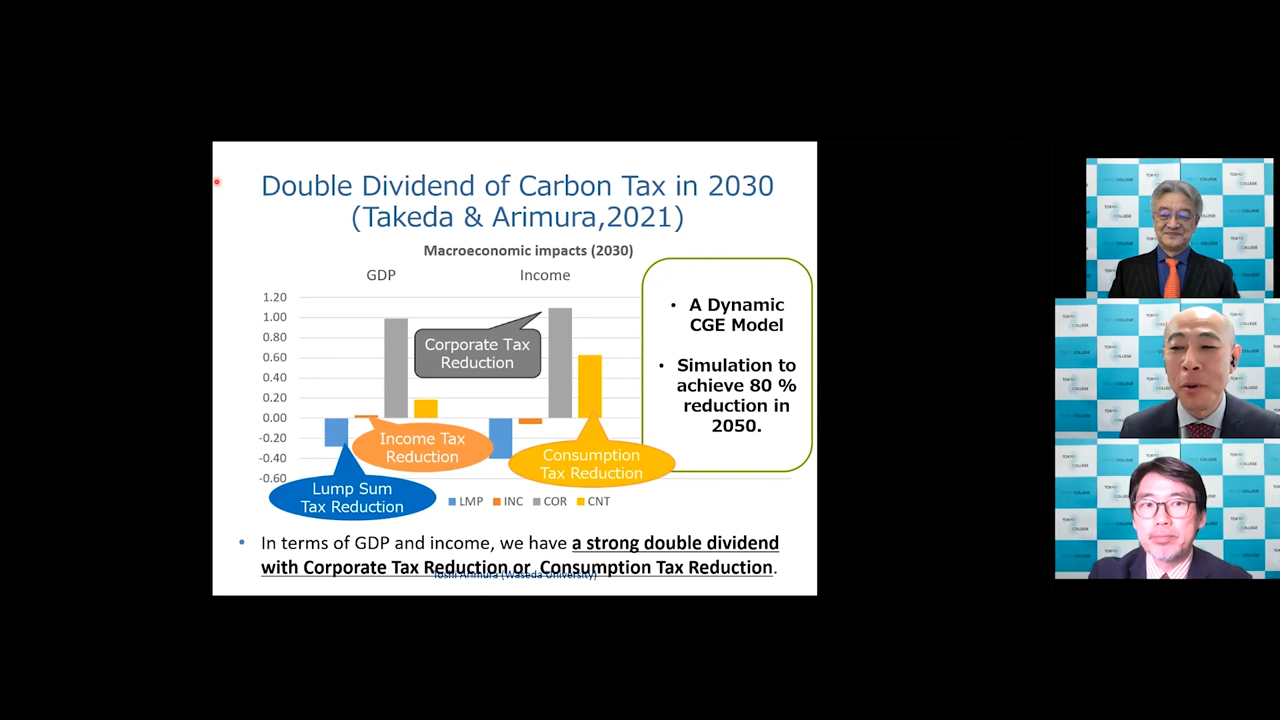 Double Dividend of Carbon Tax in 2030
(Takeda & Arimura,2021)
Macroeconomic impacts (2030)
GDP
Income
1.20
1.00
0.80
0.60
0.40
0.20
0.00
-0.20
-0.40
-0.60
Corporate Tax
Reduction
Income Tax
Reduction
Consumption
Tax Reduction
Lump Sum
Tax Reduction
LMP INC COR CNT
• A Dynamic
CGE Model
• Simulation to
achieve 80 %
reduction in
2050.
• In terms of GDP and income, we have a strong double dividend
with Corporate Tax Reduction or Consumption Tax Reduction.
Toshi Arimura (Waseda University)
TOKYO
COLLEGE